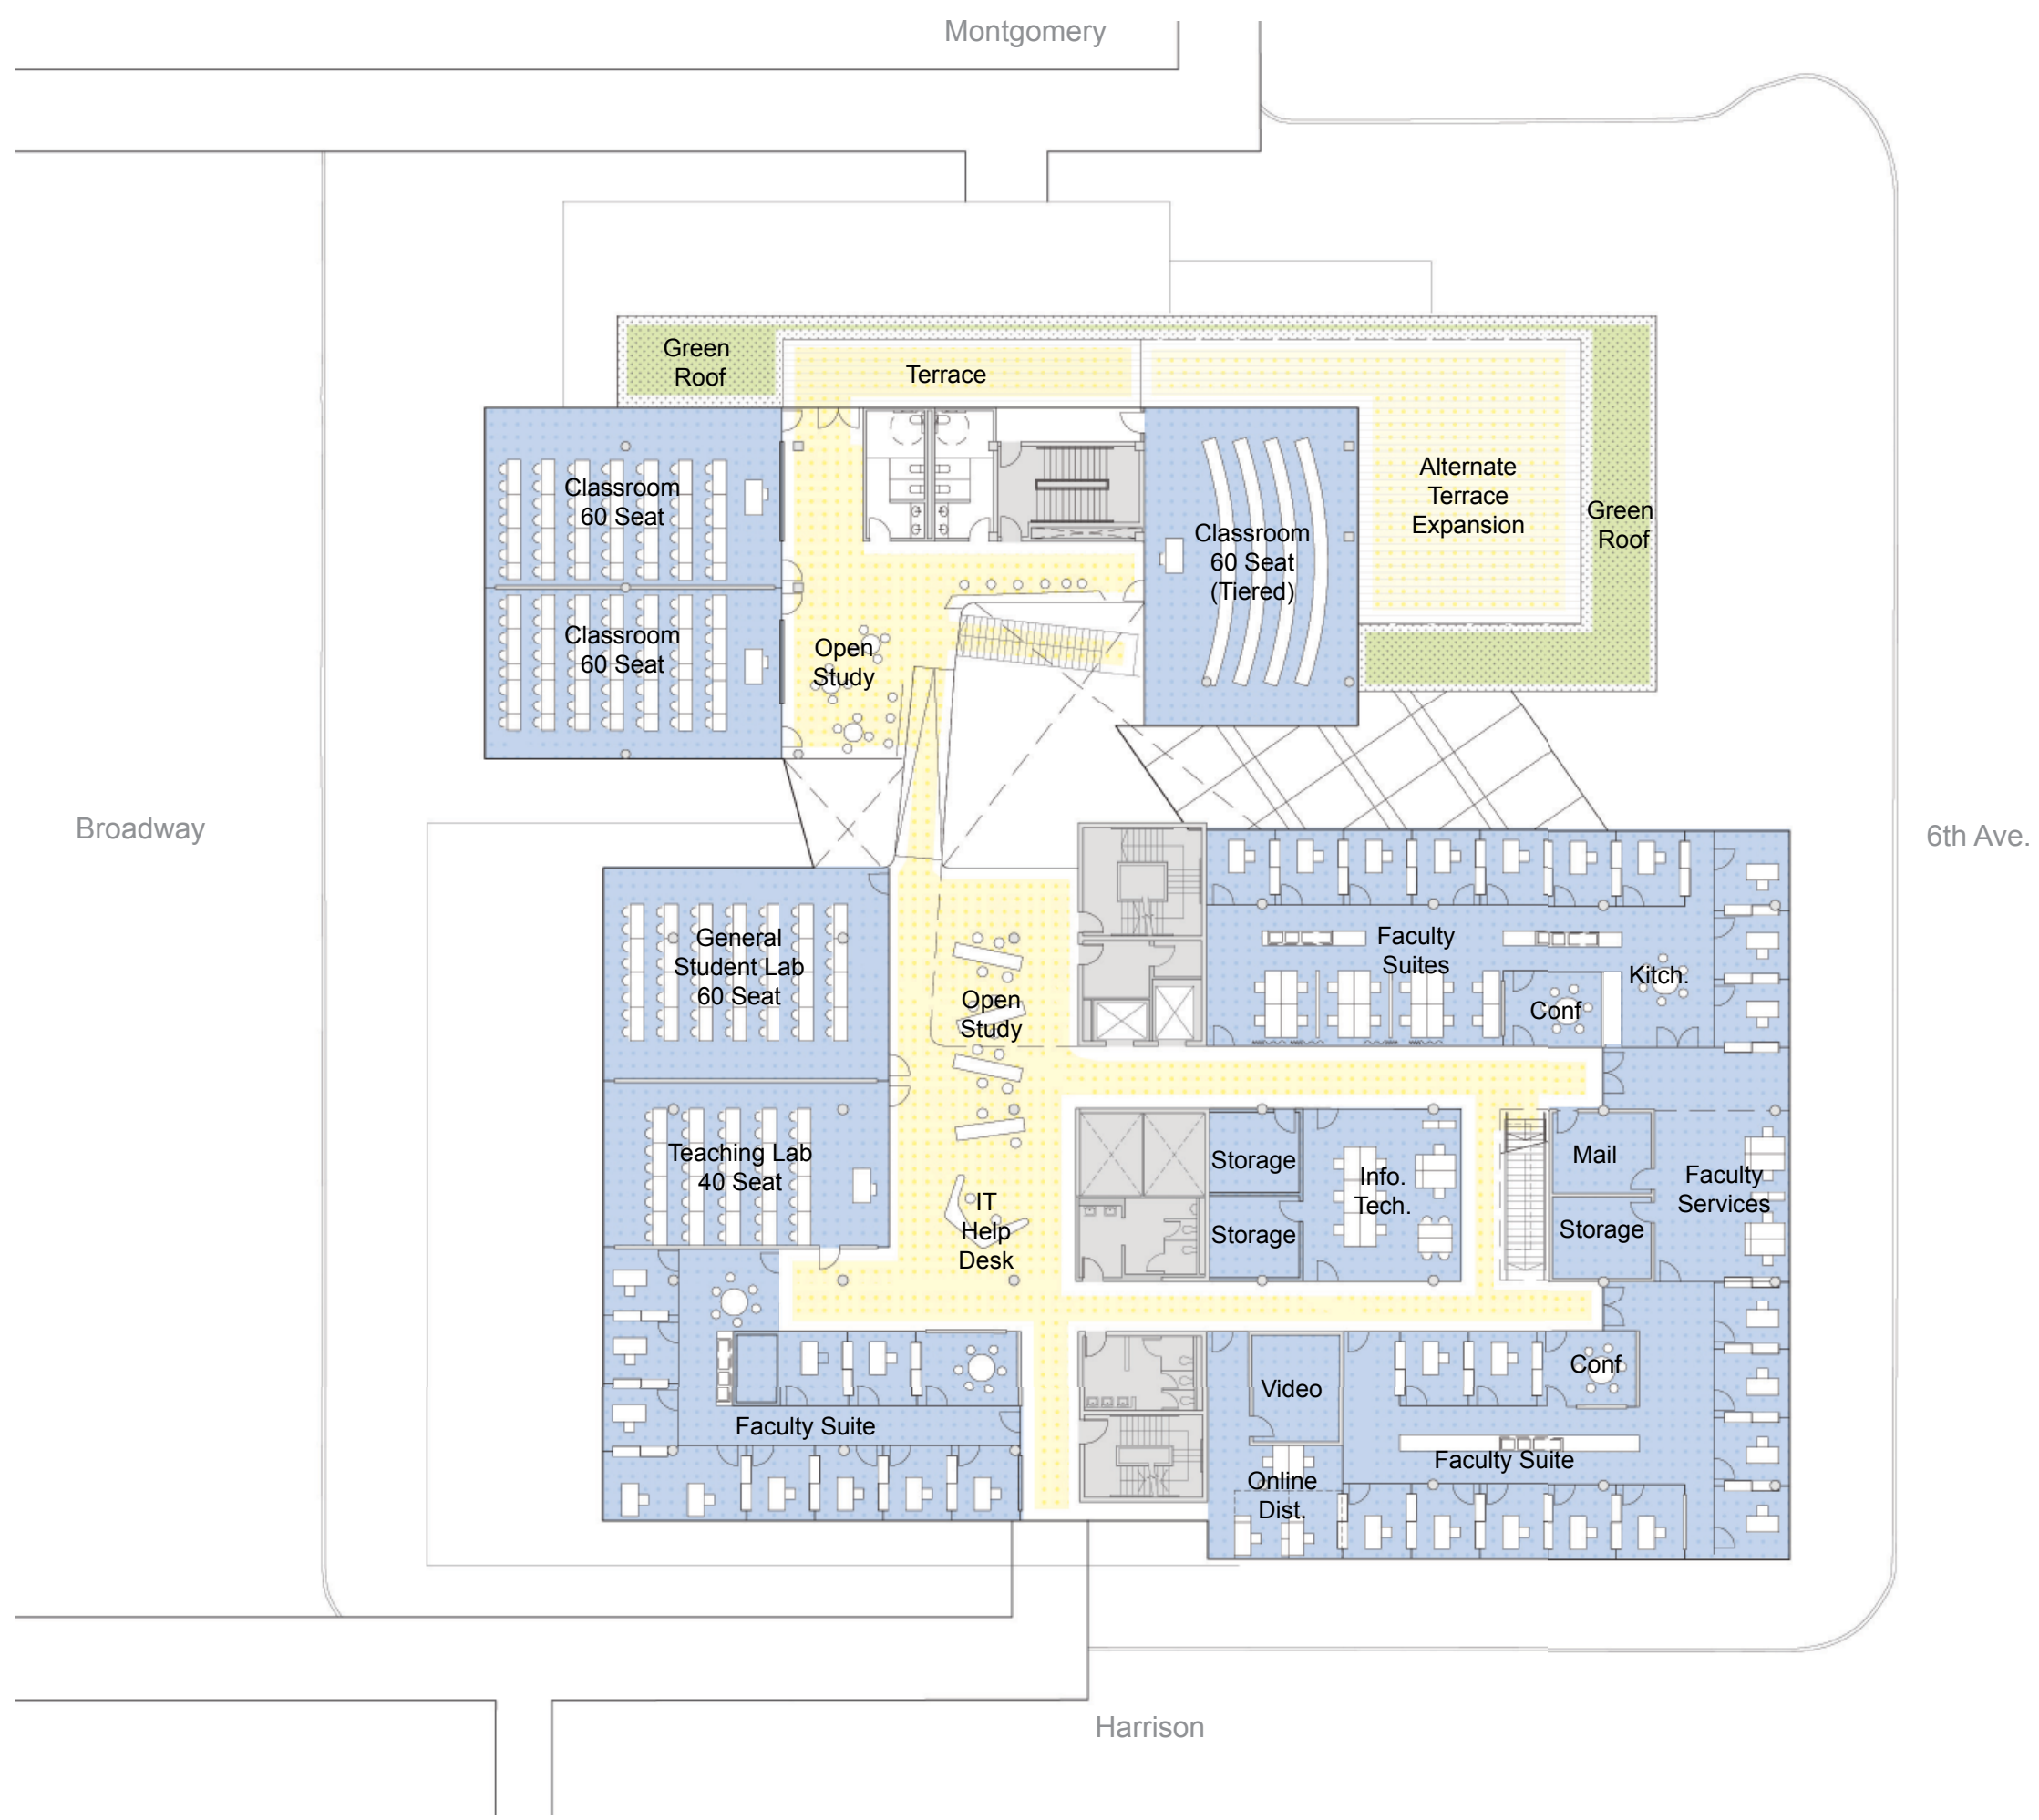 Montgomery
Green
Roof
Terrace
Classroom
60 Seat
Classroom
60 Seat
(Tiered)
Alternate
Terrace
Expansion
Green
Roof
Classroom
60 Seat
Open
Study
Broadway
6th Ave.
General
Student Lab
60 Seat
Open
Study
Faculty
Suites
Kitch.
Conf
Teaching Lab
40 Seat
IT
Help
Desk
Storage
Storage
Info.
Tech.
Mail
Storage
Faculty
Services
Faculty Suite
Video
Online
Dist.
Conf
Faculty Suite
Harrison